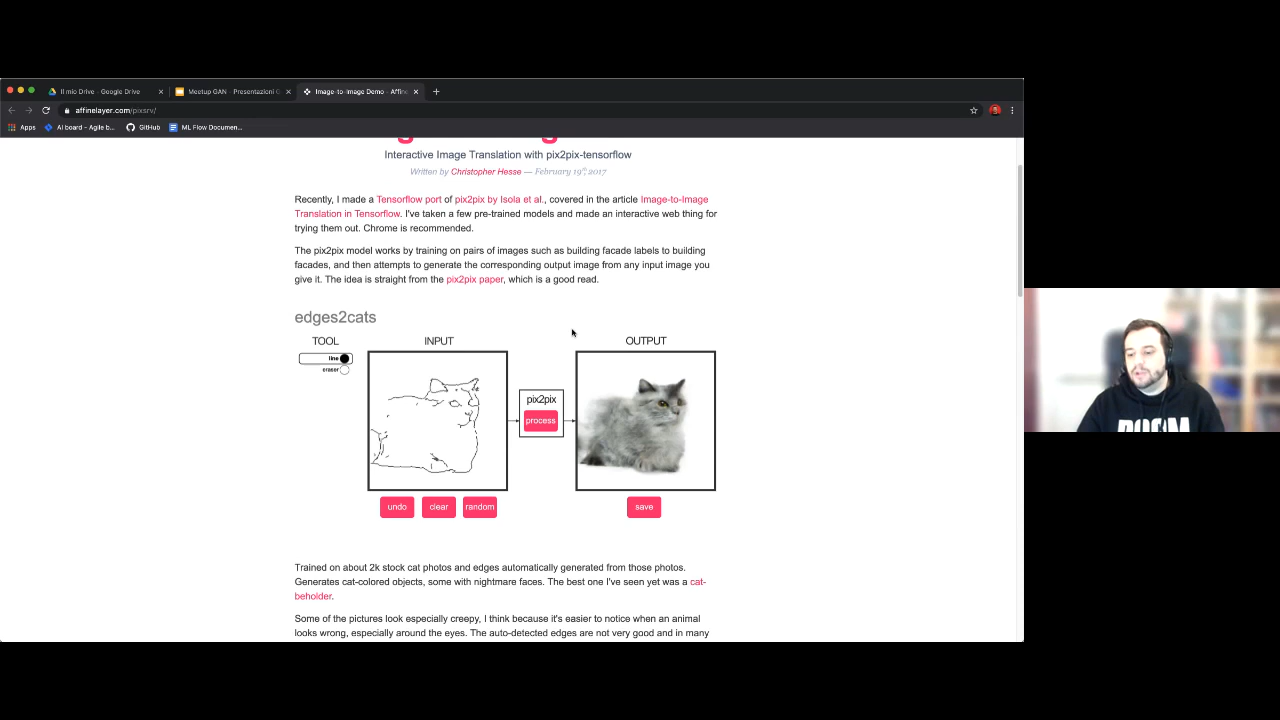 Il mio Drive - Google Drive
Meetup GAN - Presentazioni G
Image-to-Image Demo - Affine
affinelayer.com/pixsrv/
Apps
AI board - Agile b...
GitHub
ML Flow Documen...
Interactive Image Translation with pix2pix-tensorflow
Written by Christopher Hesse — February 19th, 2017
Recently, I made a Tensorflow port of pix2pix by Isola et al., covered in the article Image-to-Image
Translation in Tensorflow. I've taken a few pre-trained models and made an interactive web thing for
trying them out. Chrome is recommended.
The pix2pix model works by training on pairs of images such as building facade labels to building
facades, and then attempts to generate the corresponding output image from any input image you
give it. The idea is straight from the pix2pix paper, which is a good read.
edges2cats
TOOL
line
eraser
INPUT
undo
clear
random
pix2pix
process
OUTPUT
save
Trained on about 2k stock cat photos and edges automatically generated from those photos.
Generates cat-colored objects, some with nightmare faces. The best one I've seen yet was a cat-
beholder.
Some of the pictures look especially creepy, I think because it's easier to notice when an animal
looks wrong, especially around the eyes. The auto-detected edges are not very good and in many